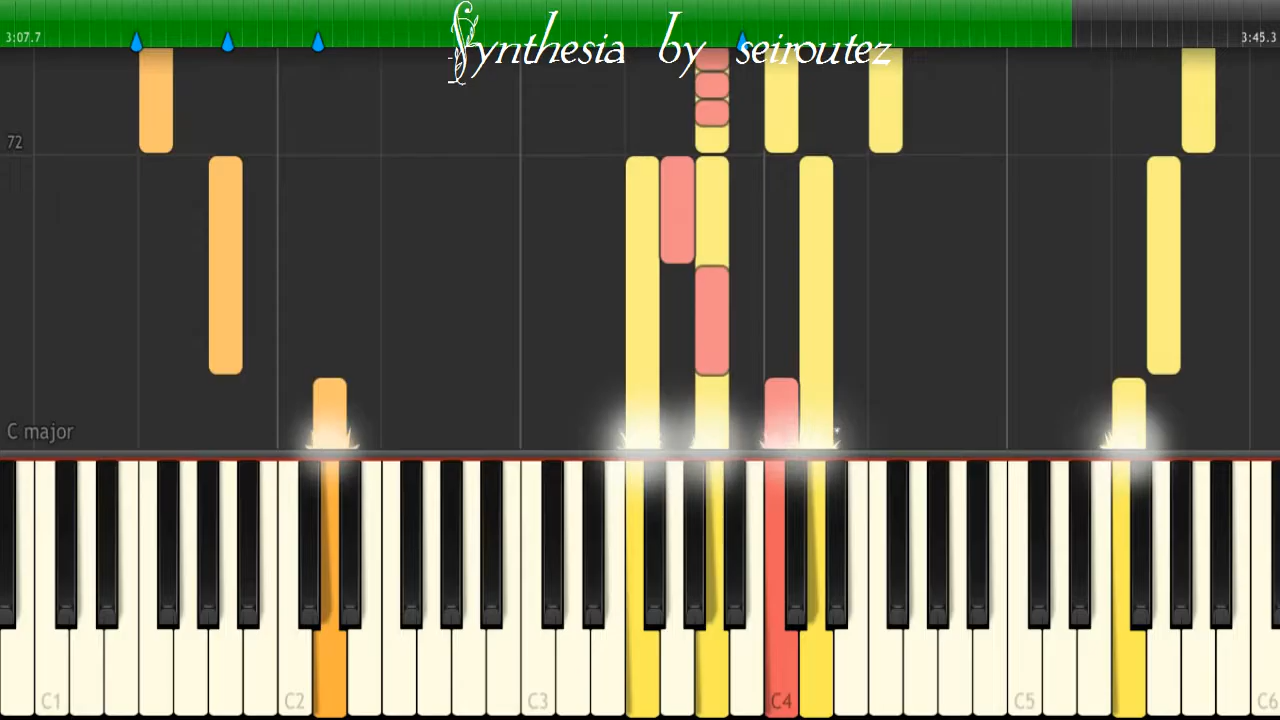 Synthesia by seiroutez
3:07.7
3:45.3
72
C major
C1 C2 C3 C4 C5 C6